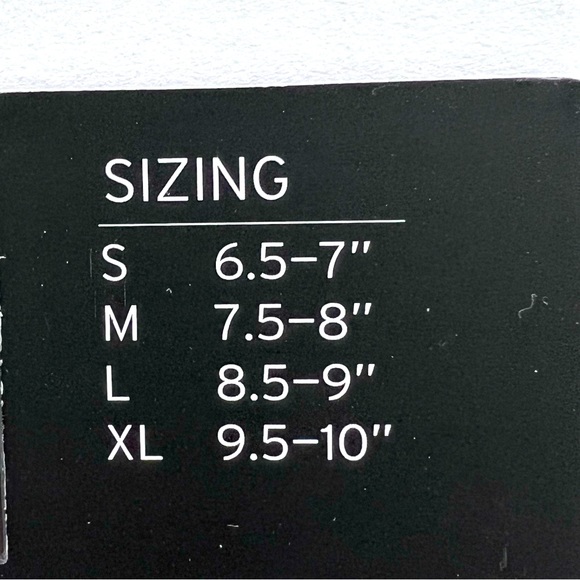 SIZING
S 6.5–7"
M 7.5–8"
L 8.5–9"
XL 9.5–10"